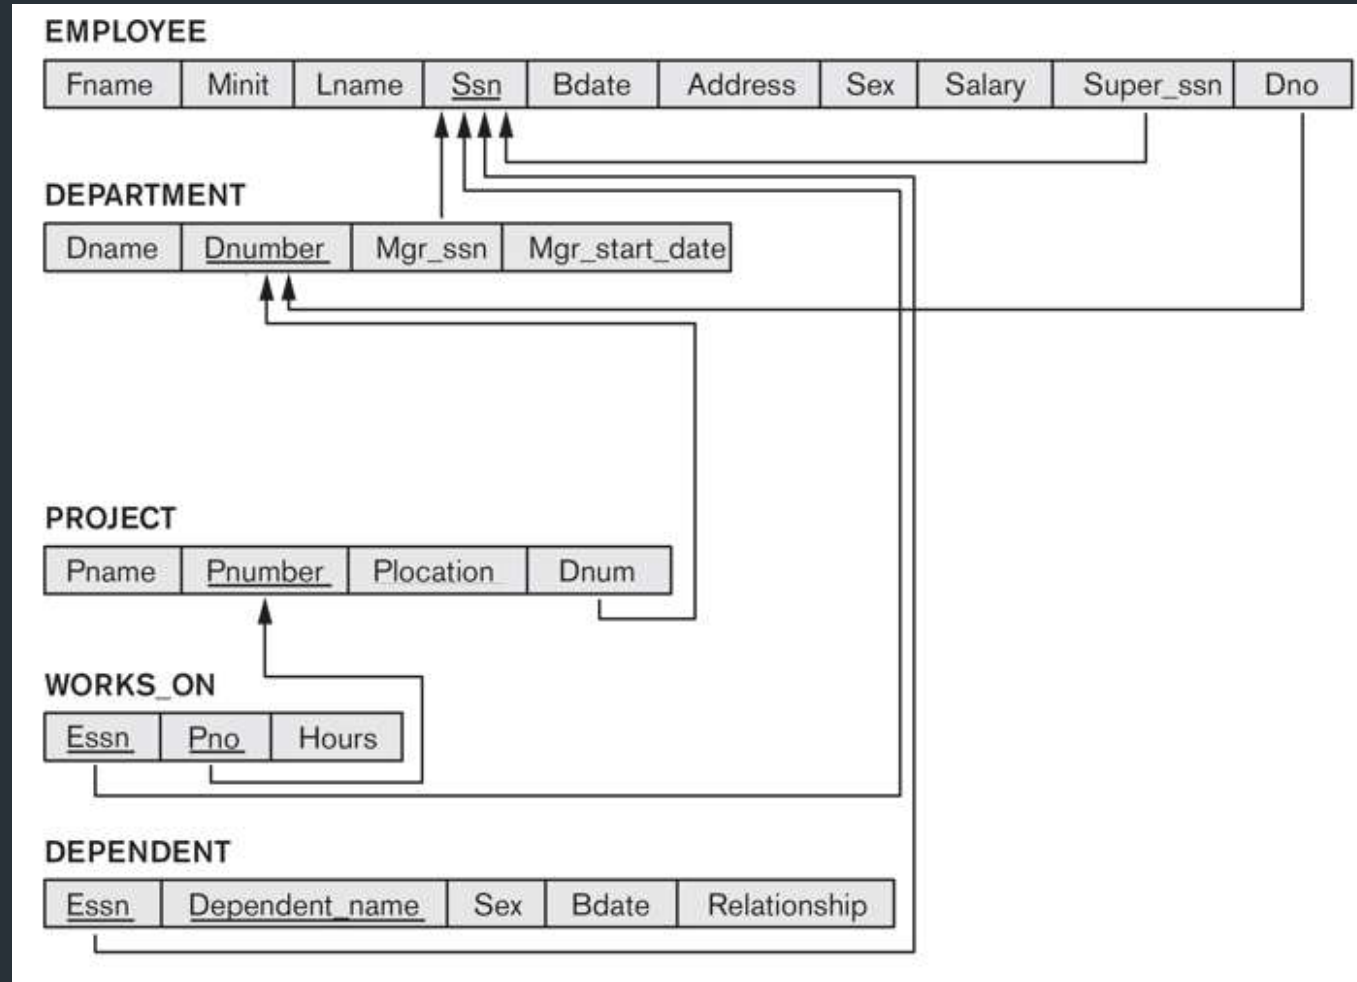 EMPLOYEE
Fname Minit Lname Ssn Bdate Address Sex Salary Super_ssn Dno
DEPARTMENT
Dname Dnumber Mgr_ssn Mgr_start_date
PROJECT
Pname Pnumber Plocation Dnum
WORKS_ON
Essn Pno Hours
DEPENDENT
Essn Dependent_name Sex Bdate Relationship